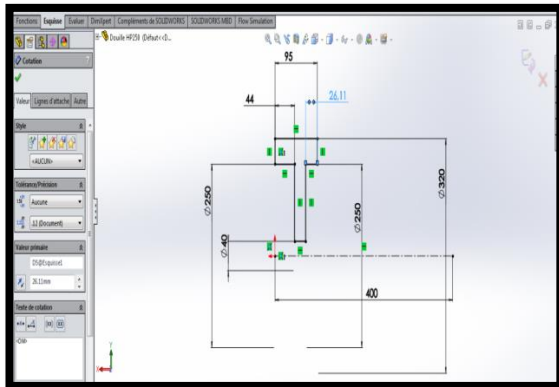 Fonctions Esquisse Evaluer DimXpert Compléments de SOLIDWORKS SOLIDWORKS MBD Flow Simulation
Douille HP250 (Défaut<<D...
Cotation
Valeur Lignes d'attache Autre
Style
<AUCUN>
Tolérance/Précision
Aucune
.12 (Document)
Valeur primaire
D5@Esquisse1
26.11mm
Texte de cotation
<DIM>
95
44
26,11
Ø250
Ø40
Ø250
Ø320
400
Y
X